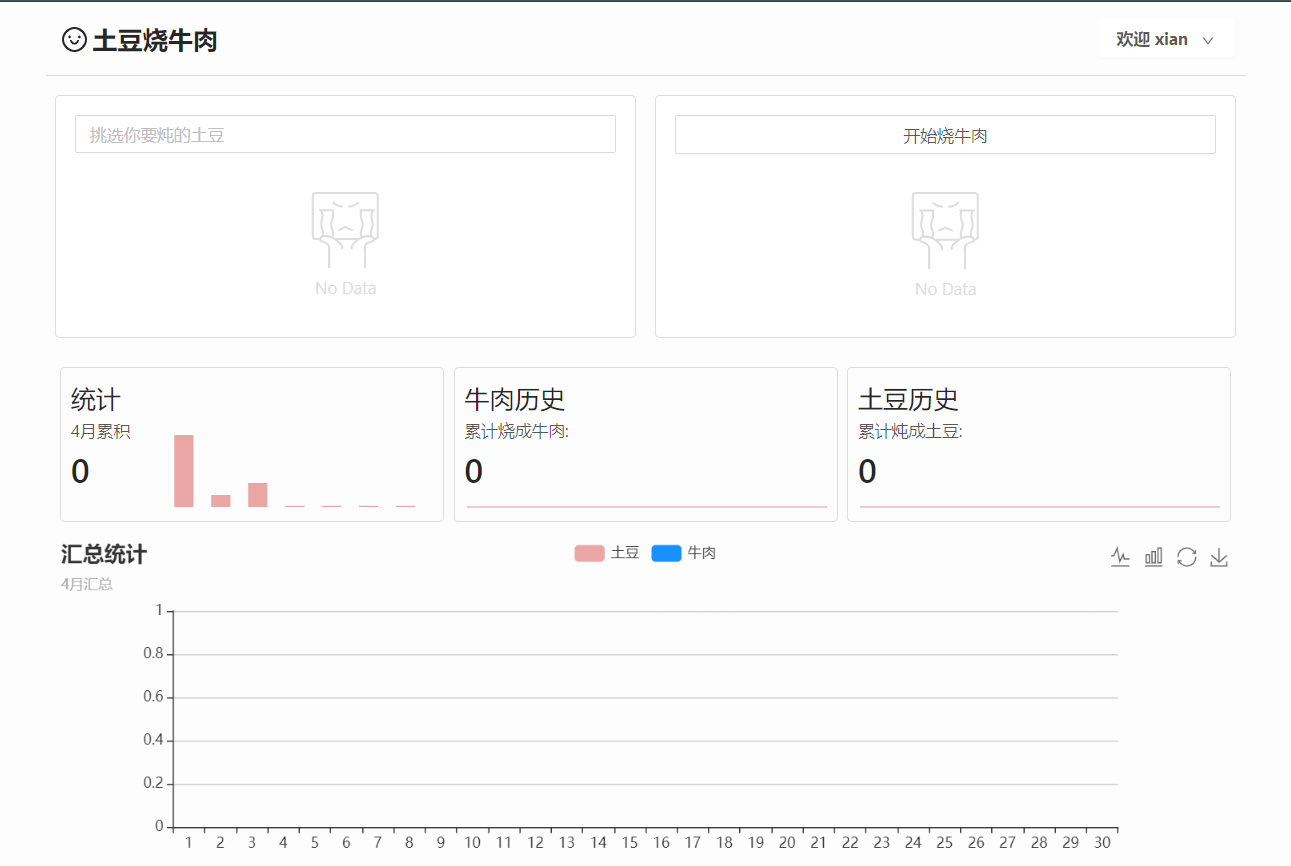 土豆烧牛肉
欢迎 xian
挑选你要炖的土豆
开始烧牛肉
No Data
No Data
统计
4月累积
0
牛肉历史
累计烧成牛肉:
0
土豆历史
累计炖成土豆:
0
汇总统计
4月汇总
土豆 牛肉
1
0.8
0.6
0.4
0.2
0
1 2 3 4 5 6 7 8 9 10 11 12 13 14 15 16 17 18 19 20 21 22 23 24 25 26 27 28 29 30